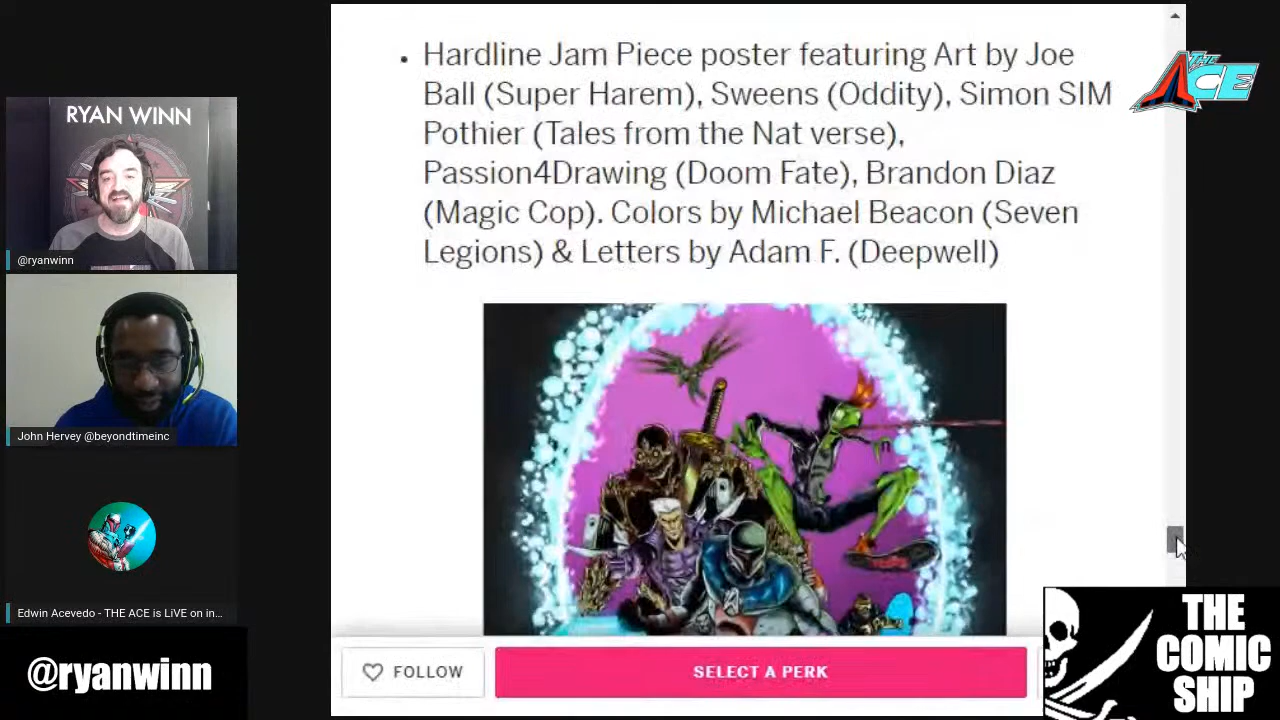 • Hardline Jam Piece poster featuring Art by Joe
Ball (Super Harem), Sweens (Oddity), Simon SIM
Pothier (Tales from the Nat verse),
Passion4Drawing (Doom Fate), Brandon Diaz
(Magic Cop). Colors by Michael Beacon (Seven
Legions) & Letters by Adam F. (Deepwell)
THE
ACE
RYAN WINN
@ryanwinn
John Hervey @beyondtimeinc
Edwin Acevedo - THE ACE is LiVE on in...
@ryanwinn
FOLLOW
SELECT A PERK
THE
COMIC
SHIP